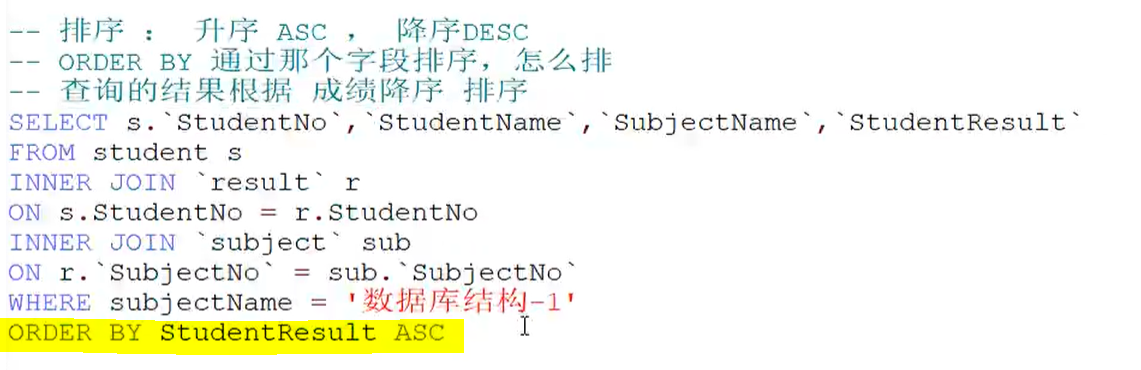 -- 排序 ： 升序 ASC ， 降序DESC
-- ORDER BY 通过那个字段排序，怎么排
-- 查询的结果根据 成绩降序 排序
SELECT s.`StudentNo`,`StudentName`,`SubjectName`,`StudentResult`
FROM student s
INNER JOIN `result` r
ON s.StudentNo = r.StudentNo
INNER JOIN `subject` sub
ON r.`SubjectNo` = sub.`SubjectNo`
WHERE subjectName = '数据库结构-1'
ORDER BY StudentResult ASC